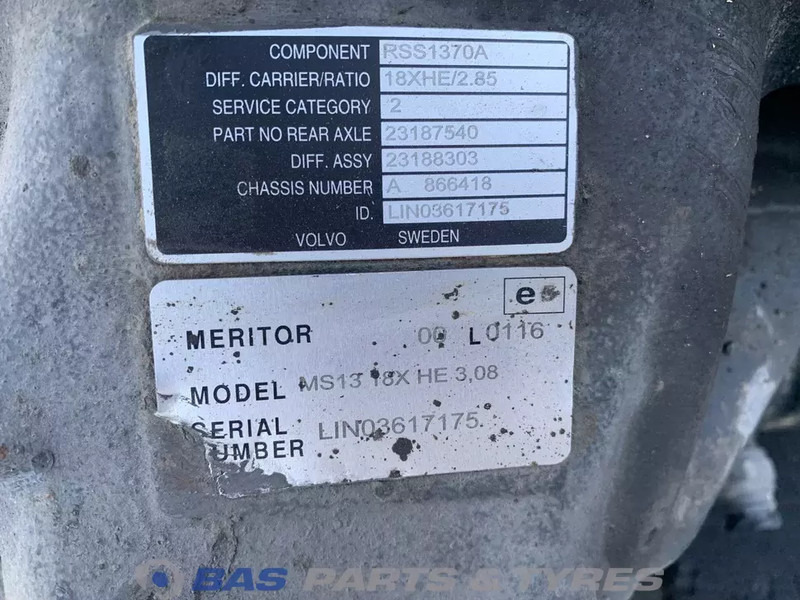 COMPONENT RSS1370A
DIFF. CARRIER/RATIO 18XHE/2.85
SERVICE CATEGORY 2
PART NO REAR AXLE 23187540
DIFF. ASSY 23188303
CHASSIS NUMBER A 866418
ID. LIN03617175
VOLVO SWEDEN
MERITOR 00 L 0116
MODEL MS13 18X HE 3,08
SERIAL LIN03617175
NUMBER
BAS PARTS & TYRES